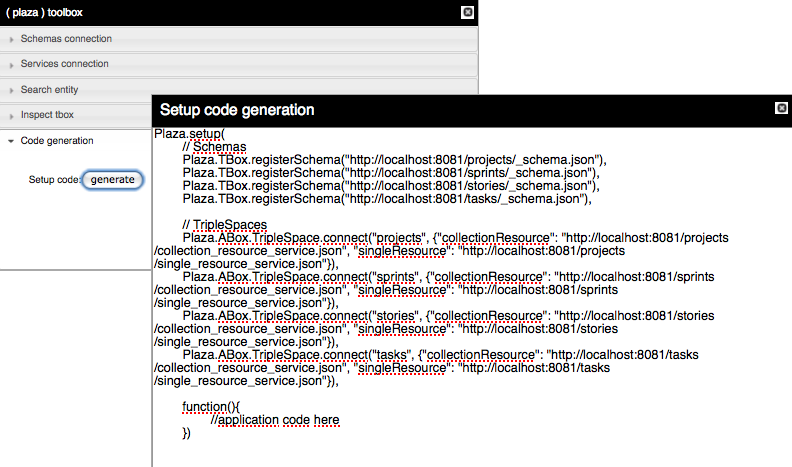 ( plaza ) toolbox
Schemas connection
Services connection
Search entity
Inspect tbox
Code generation
Setup code:
generate
Setup code generation
Plaza.setup(
// Schemas
Plaza.TBox.registerSchema("http://localhost:8081/projects/_schema.json"),
Plaza.TBox.registerSchema("http://localhost:8081/sprints/_schema.json"),
Plaza.TBox.registerSchema("http://localhost:8081/stories/_schema.json"),
Plaza.TBox.registerSchema("http://localhost:8081/tasks/_schema.json"),
// TripleSpaces
Plaza.ABox.TripleSpace.connect("projects", {"collectionResource": "http://localhost:8081/projects
/collection_resource_service.json", "singleResource": "http://localhost:8081/projects
/single_resource_service.json"}),
Plaza.ABox.TripleSpace.connect("sprints", {"collectionResource": "http://localhost:8081/sprints
/collection_resource_service.json", "singleResource": "http://localhost:8081/sprints
/single_resource_service.json"}),
Plaza.ABox.TripleSpace.connect("stories", {"collectionResource": "http://localhost:8081/stories
/collection_resource_service.json", "singleResource": "http://localhost:8081/stories
/single_resource_service.json"}),
Plaza.ABox.TripleSpace.connect("tasks", {"collectionResource": "http://localhost:8081/tasks
/collection_resource_service.json", "singleResource": "http://localhost:8081/tasks
/single_resource_service.json"}),
function(){
//application code here
})